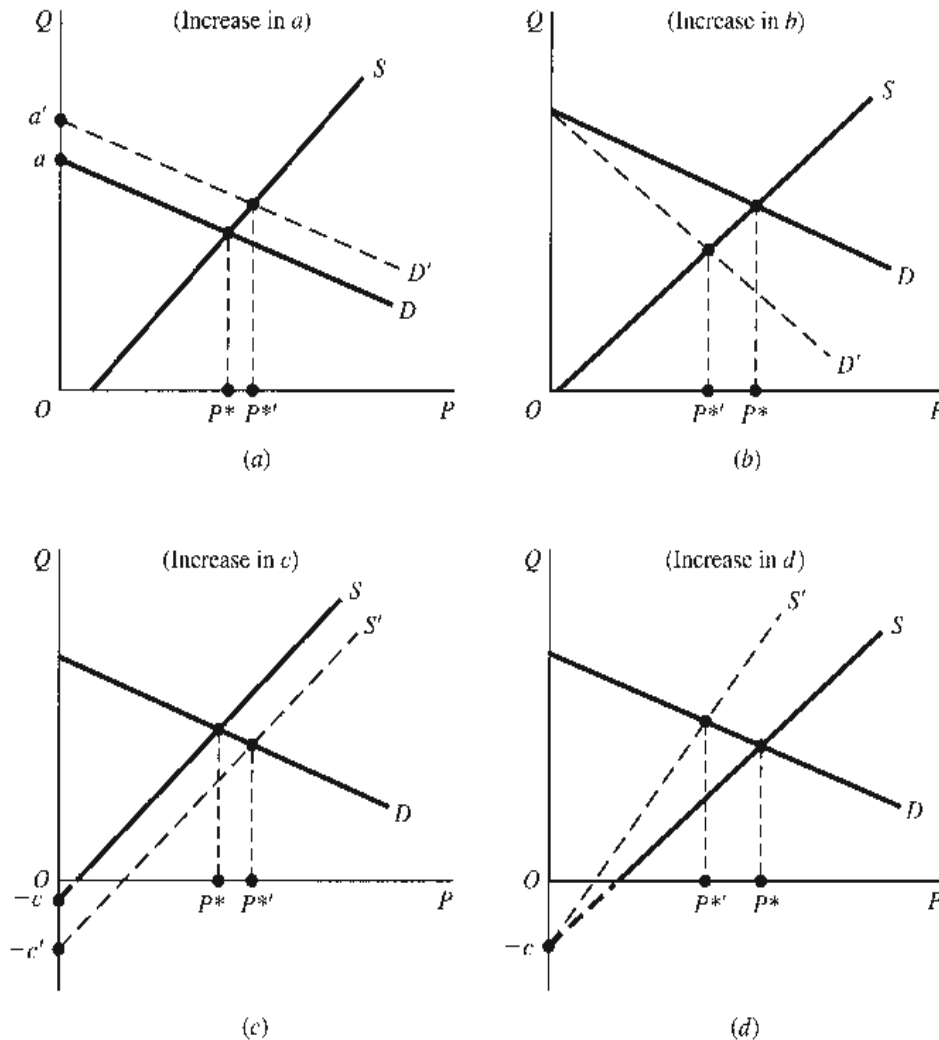 Q (Increase in a)
S
a'
a
D'
D
O P* P*' P
(a)
Q (Increase in b)
S
D
D'
O P*' P* P
(b)
Q (Increase in c)
S
S'
D
O P* P*' P
−c
−c'
(c)
Q (Increase in d)
S'
S
D
O P*' P* P
−c
(d)